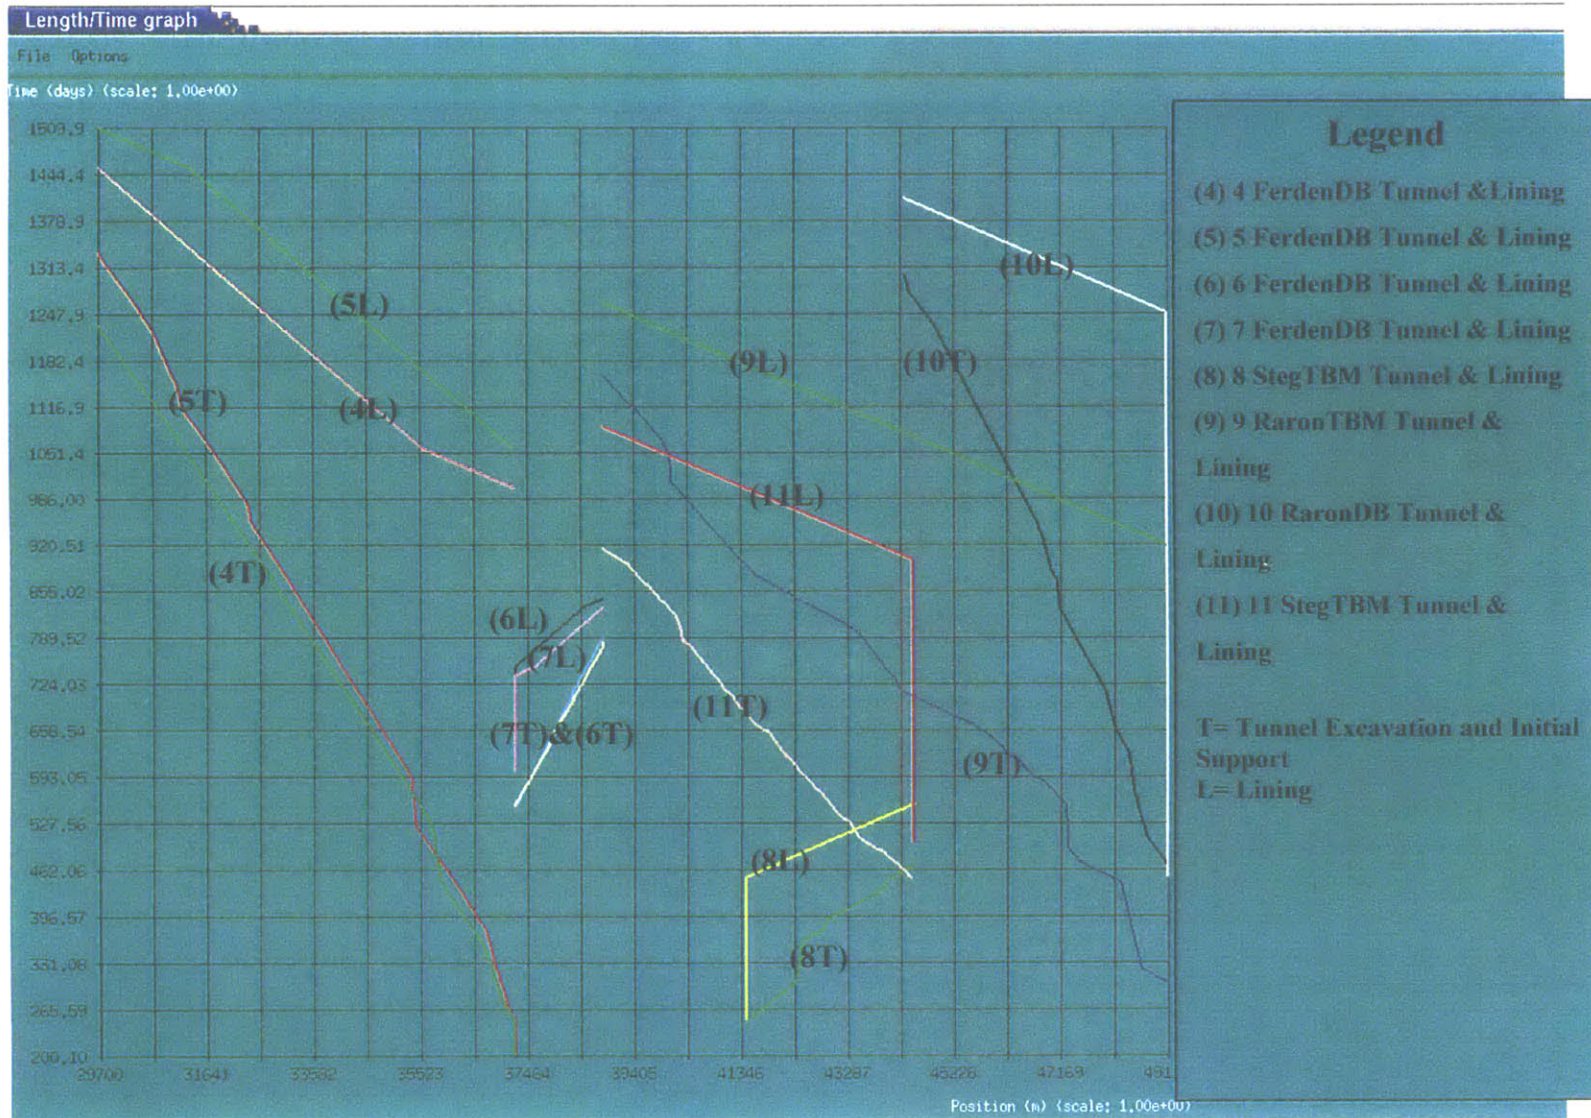 Length/Time graph
File Options
Time (days) (scale: 1,00e+00)
1509,9
1444,4
1378,9
1313,4
1247,9
1182,4
1116,9
1051,4
986,00
920,51
855,02
789,52
724,03
658,54
593,05
527,56
462,06
396,57
331,08
265,59
200,10
29700 31641 33582 35523 37464 39405 41346 43287 45228 47169 491
Position (m) (scale: 1,00e+00)
(5L)
(4L)
(5T)
(4T)
(6L)
(7L)
(7T)&(6T)
(9L)
(10L)
(10T)
(11L)
(11T)
(9T)
(8L)
(8T)
Legend
(4) 4 FerdenDB Tunnel &Lining
(5) 5 FerdenDB Tunnel & Lining
(6) 6 FerdenDB Tunnel & Lining
(7) 7 FerdenDB Tunnel & Lining
(8) 8 StegTBM Tunnel & Lining
(9) 9 RaronTBM Tunnel &
Lining
(10) 10 RaronDB Tunnel &
Lining
(11) 11 StegTBM Tunnel &
Lining
T= Tunnel Excavation and Initial
Support
L= Lining